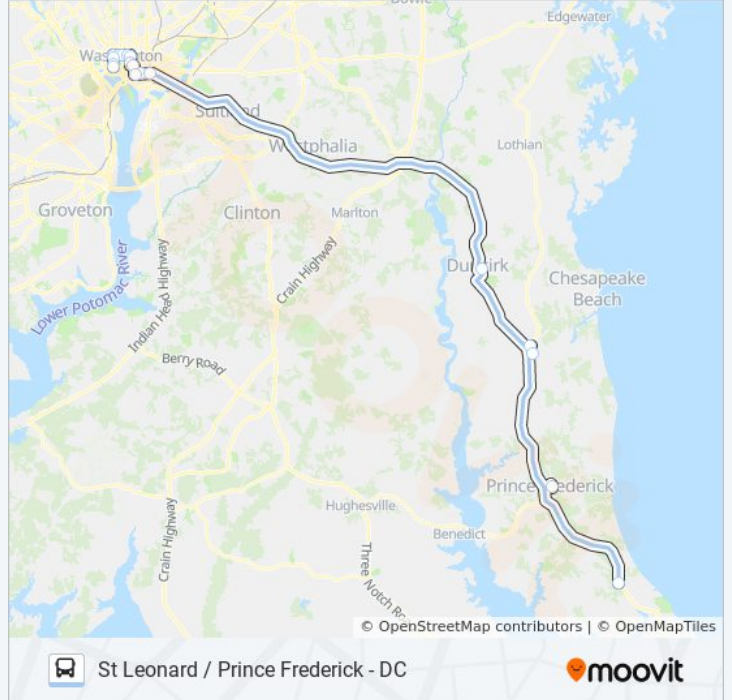 Bowie
Edgewater
Washington
Suitland
Westphalia
Lothian
Groveton
Clinton
Marlton
Crain Highway
Lower Potomac River
Indian Head Highway
Dunkirk
Chesapeake
Beach
Berry Road
Prince Frederick
Hughesville
Benedict
Crain Highway
Three Notch Ro
© OpenStreetMap contributors | © OpenMapTiles
St Leonard / Prince Frederick - DC
moovit